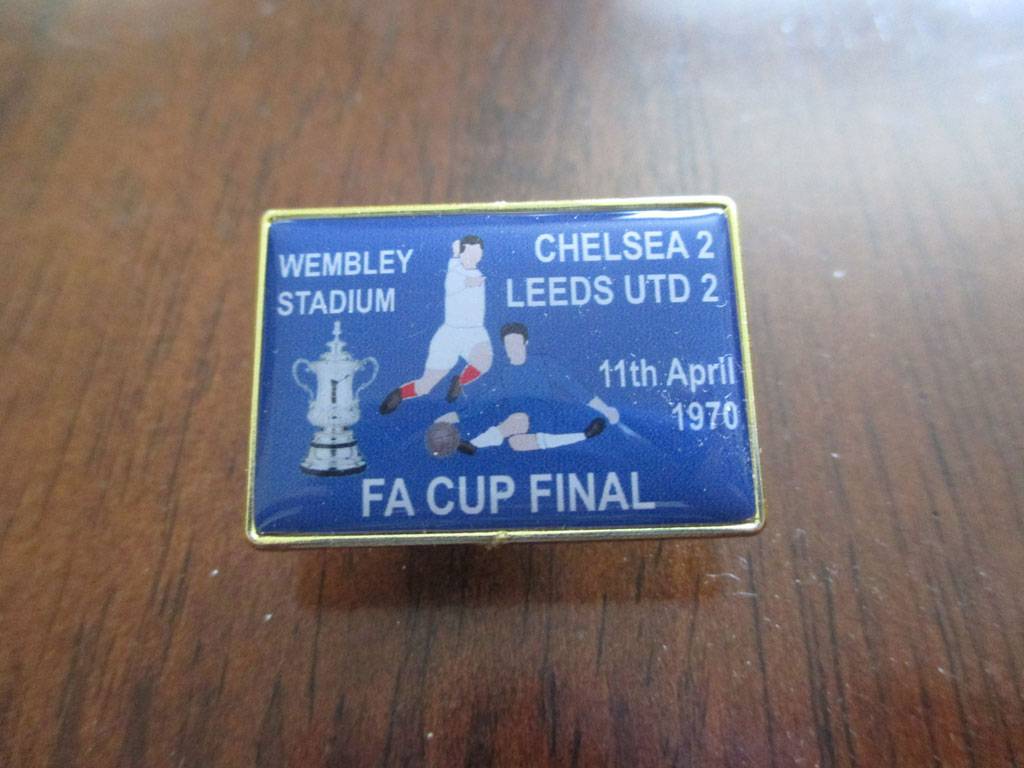 WEMBLEY
STADIUM
CHELSEA 2
LEEDS UTD 2
11th April
1970
FA CUP FINAL